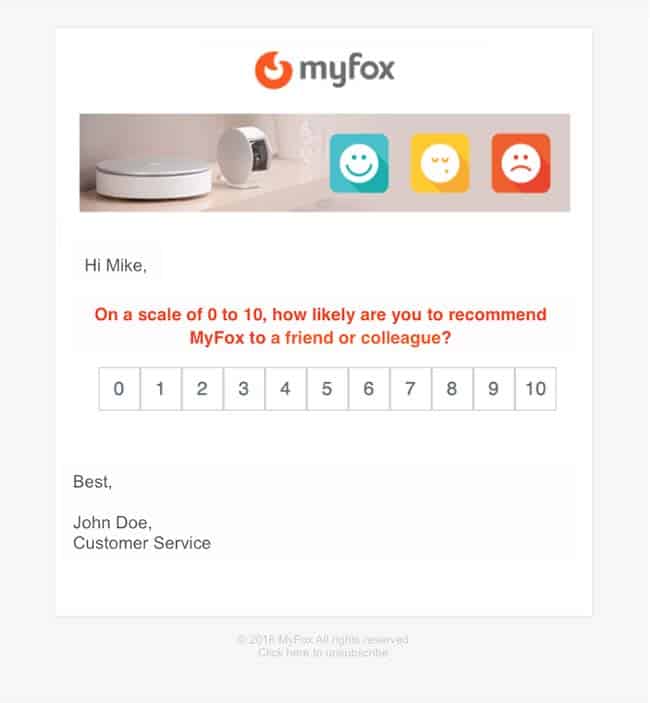 myfox
Hi Mike,
On a scale of 0 to 10, how likely are you to recommend
MyFox to a friend or colleague?
0 1 2 3 4 5 6 7 8 9 10
Best,
John Doe,
Customer Service
© 2016 MyFox All rights reserved
Click here to unsubscribe